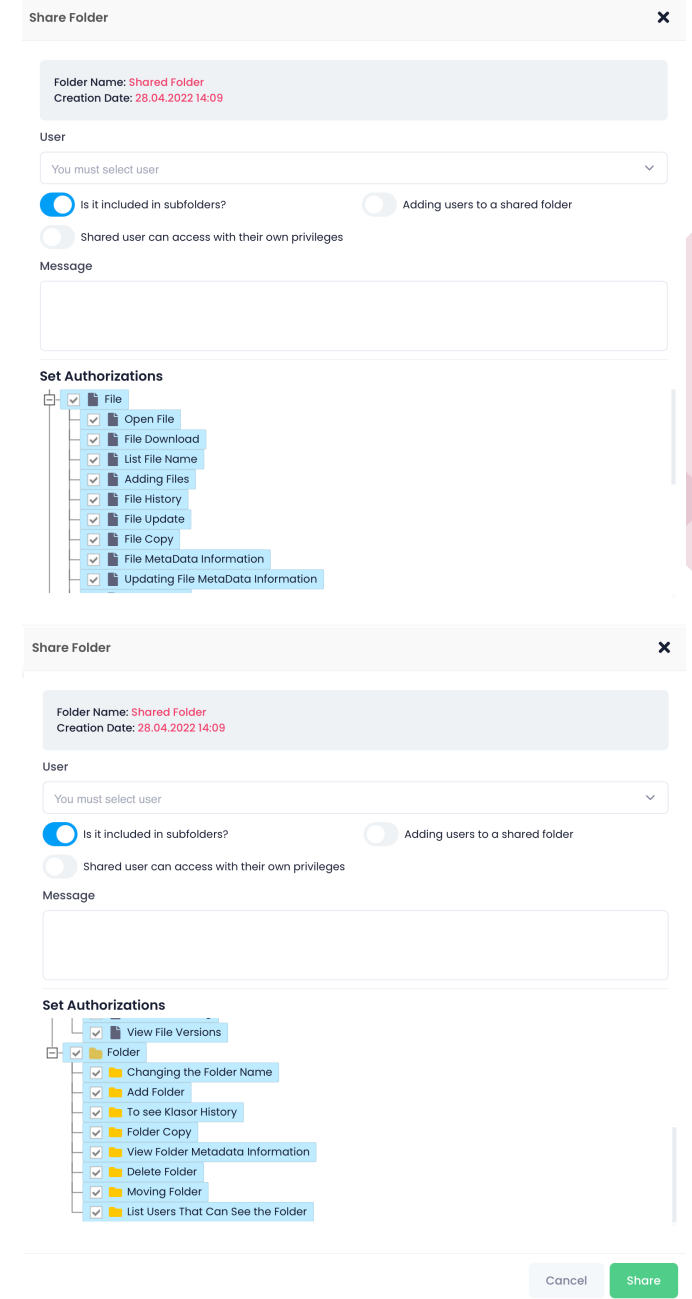 Share Folder
Folder Name: Shared Folder
Creation Date: 28.04.2022 14:09
User
You must select user
Is it included in subfolders? Adding users to a shared folder
Shared user can access with their own privileges
Message
Set Authorizations
File
Open File
File Download
List File Name
Adding Files
File History
File Update
File Copy
File MetaData Information
Updating File MetaData Information
Share Folder
Folder Name: Shared Folder
Creation Date: 28.04.2022 14:09
User
You must select user
Is it included in subfolders? Adding users to a shared folder
Shared user can access with their own privileges
Message
Set Authorizations
View File Versions
Folder
Changing the Folder Name
Add Folder
To see Klasor History
Folder Copy
View Folder Metadata Information
Delete Folder
Moving Folder
List Users That Can See the Folder
Cancel Share